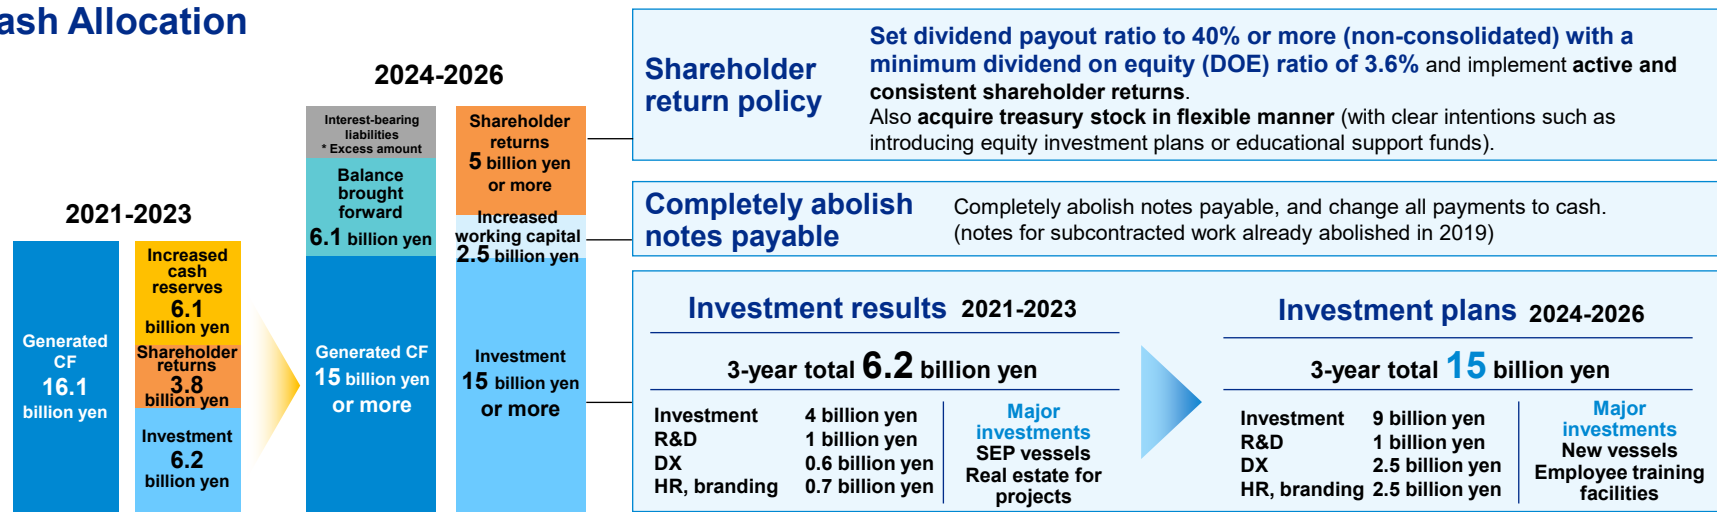 ash Allocation
2021-2023
Generated
CF
16.1
billion yen
Increased
cash
reserves
6.1
billion yen
Shareholder
returns
3.8
billion yen
Investment
6.2
billion yen
2024-2026
Interest-bearing
liabilities
* Excess amount
Balance
brought
forward
6.1 billion yen
Generated CF
15 billion yen
or more
Shareholder
returns
5 billion yen
or more
Increased
working capital
2.5 billion yen
Investment
15 billion yen
or more
Shareholder
return policy
Set dividend payout ratio to 40% or more (non-consolidated) with a
minimum dividend on equity (DOE) ratio of 3.6% and implement active and
consistent shareholder returns.
Also acquire treasury stock in flexible manner (with clear intentions such as
introducing equity investment plans or educational support funds).
Completely abolish
notes payable
Completely abolish notes payable, and change all payments to cash.
(notes for subcontracted work already abolished in 2019)
Investment results 2021-2023
3-year total 6.2 billion yen
Investment 4 billion yen
R&D 1 billion yen
DX 0.6 billion yen
HR, branding 0.7 billion yen
Major
investments
SEP vessels
Real estate for
projects
Investment plans 2024-2026
3-year total 15 billion yen
Investment 9 billion yen
R&D 1 billion yen
DX 2.5 billion yen
HR, branding 2.5 billion yen
Major
investments
New vessels
Employee training
facilities